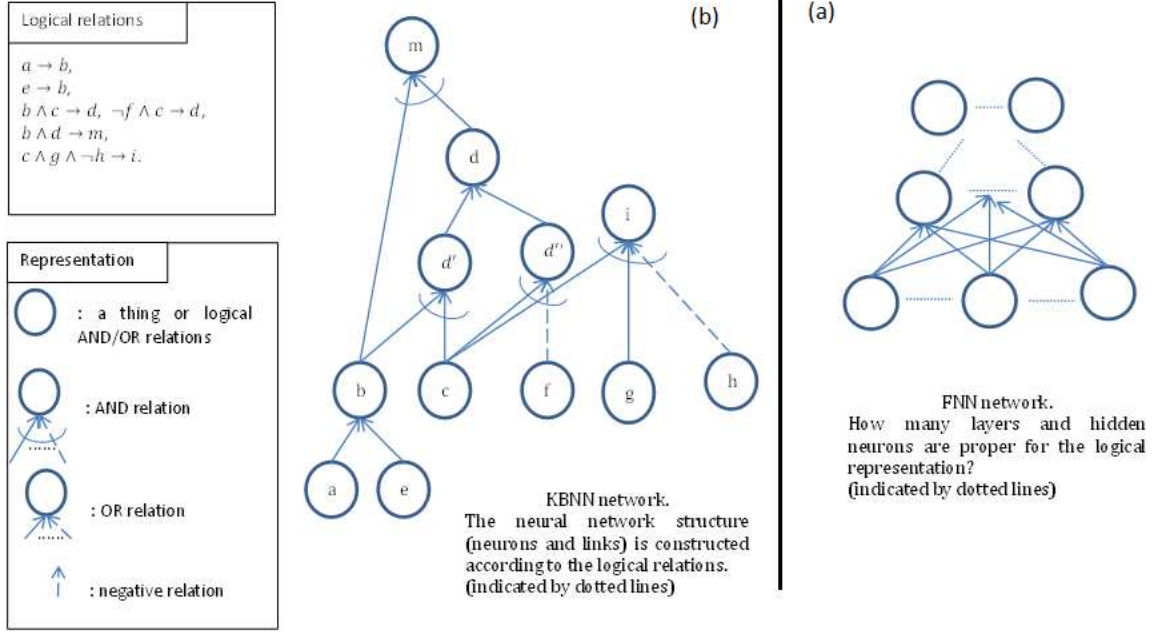 Logical relations
a → b,
e → b,
b ∧ c → d, ¬f ∧ c → d,
b ∧ d → m,
c ∧ g ∧ ¬h → i.
Representation
: a thing or logical
AND/OR relations
: AND relation
......
: OR relation
......
: negative relation
(b)
m
d
i
d'
d''
b
c
f
g
h
a
e
KBNN network.
The neural network structure
(neurons and links) is constructed
according to the logical relations.
(indicated by dotted lines)
(a)
FNN network.
How many layers and hidden
neurons are proper for the logical
representation?
(indicated by dotted lines)